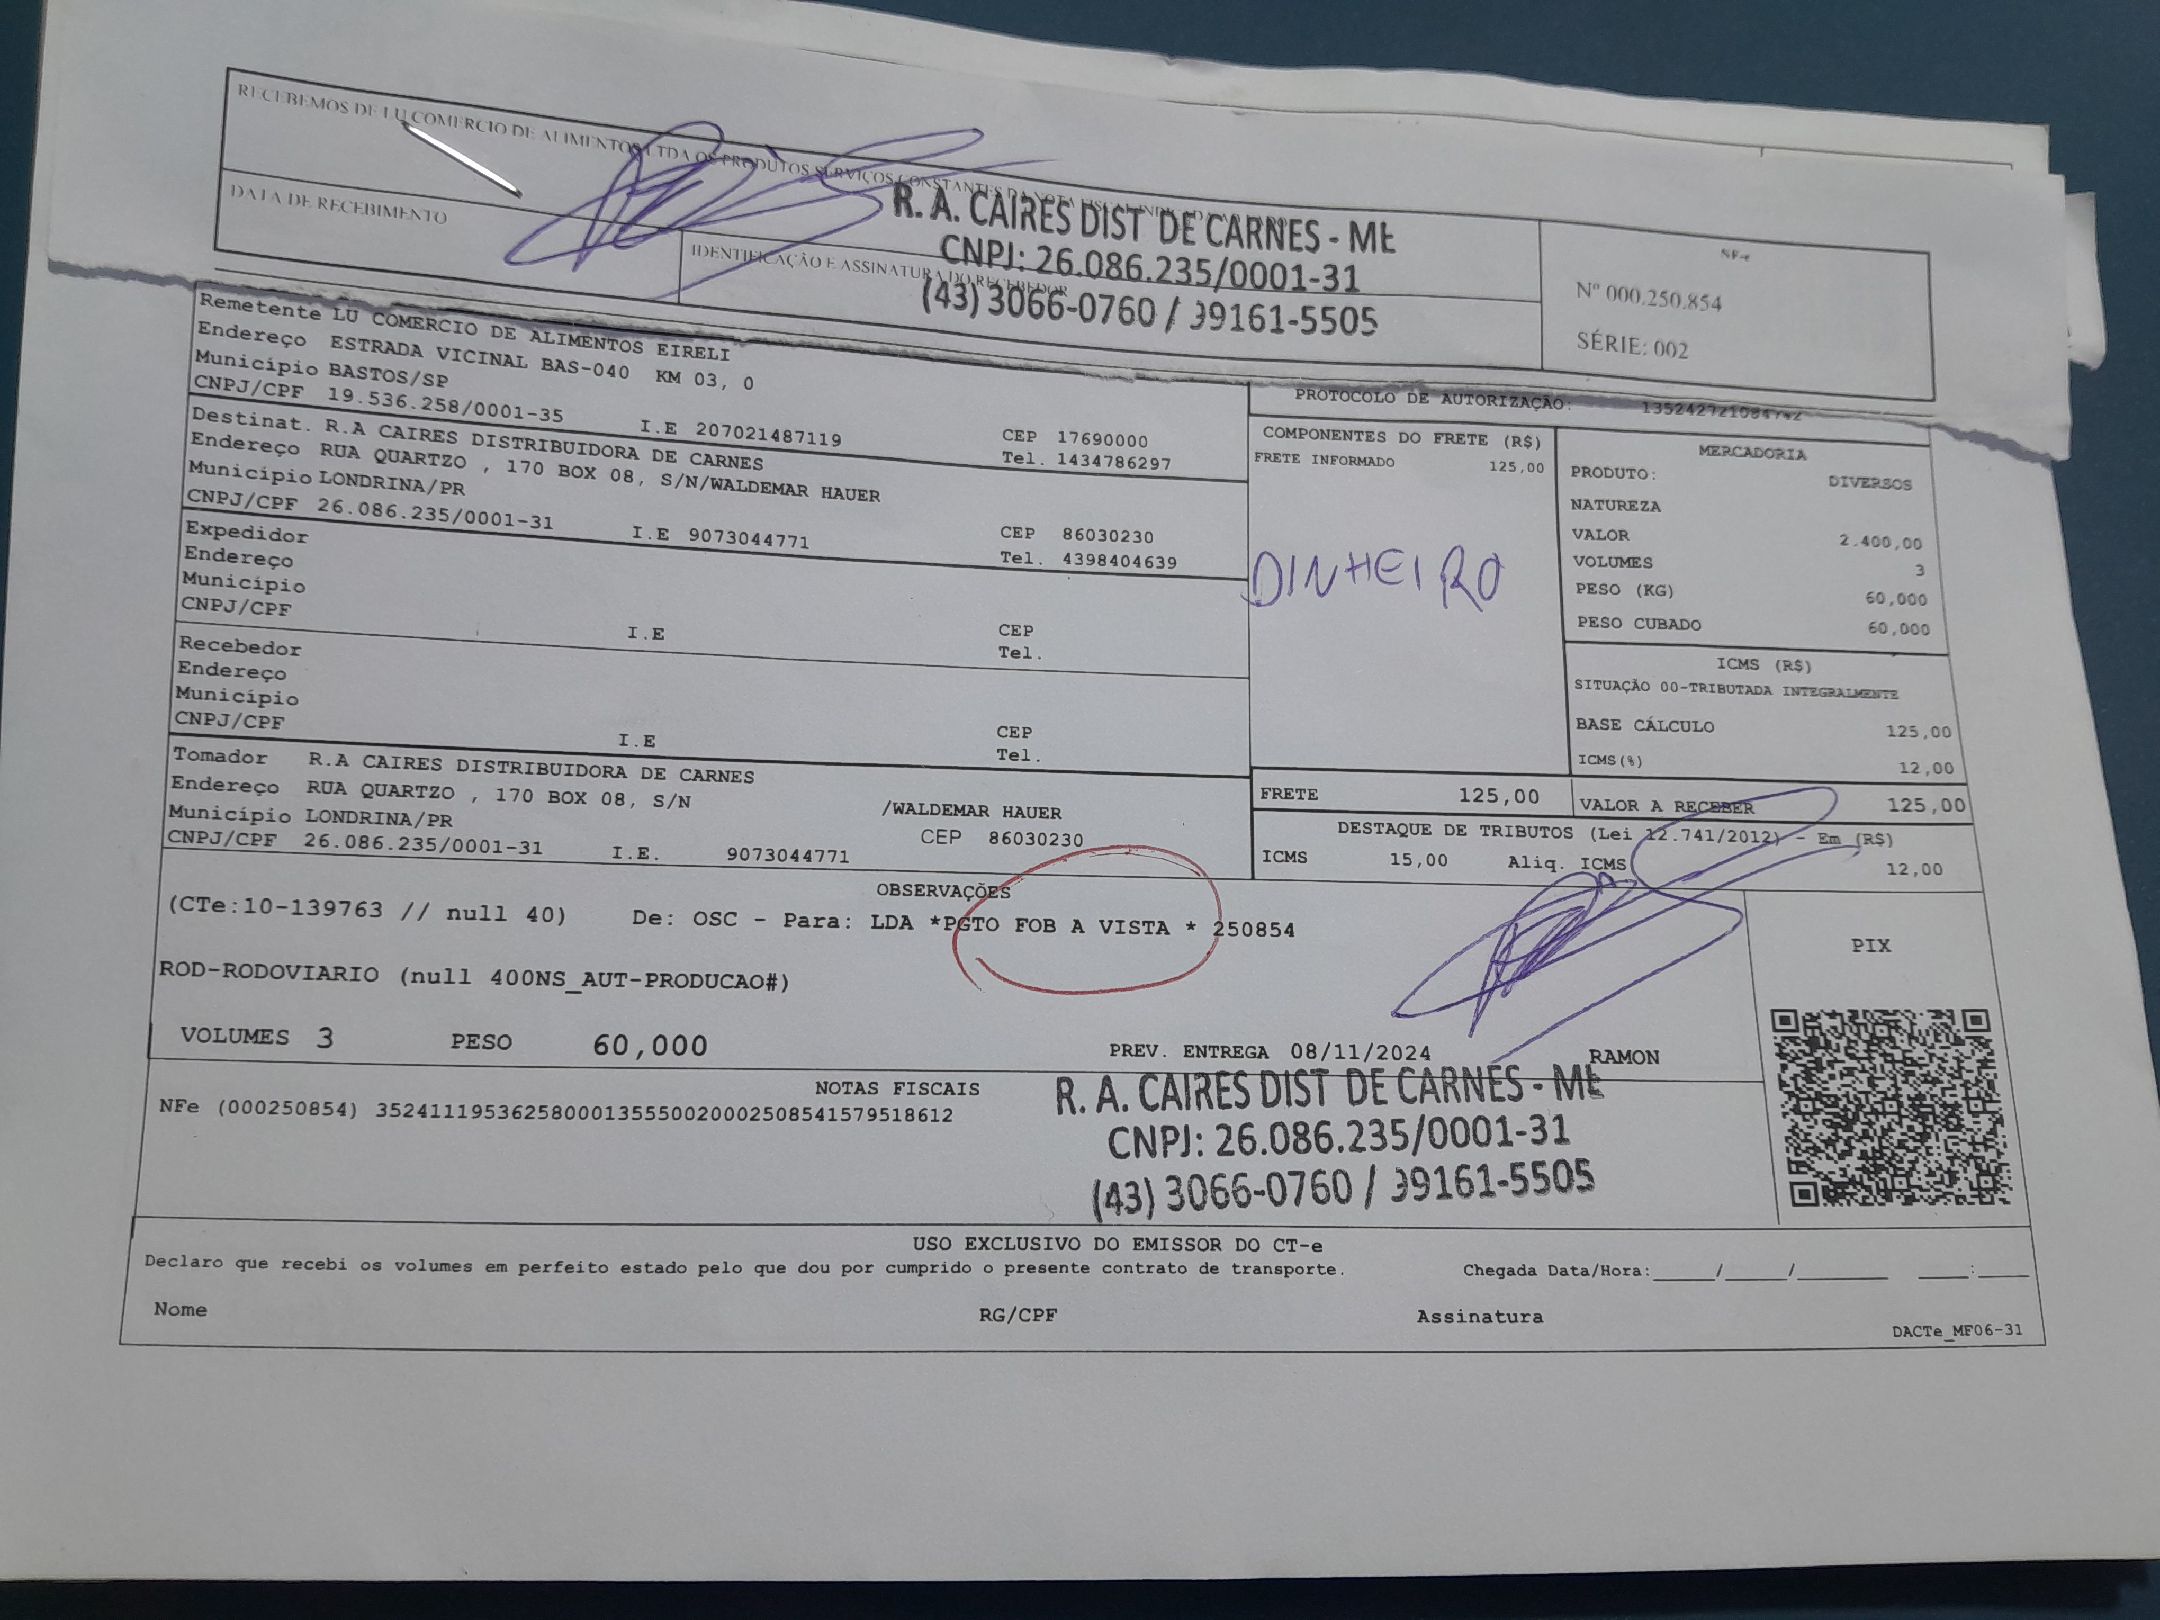 RECEBEMOS DE LU COMERCIO DE ALIMENTOS LTDA OS PRODUTOS SERVIÇOS CONSTANTES DA NOTA FISCAL
DATA DE RECEBIMENTO
IDENTIFICAÇÃO E ASSINATURA DO RECEBEDOR
R. A. CAIRES DIST DE CARNES - ME
CNPJ: 26.086.235/0001-31
(43) 3066-0760 / 99161-5505
NF-e
Nº 000.250.854
SÉRIE: 002
Remetente LU COMERCIO DE ALIMENTOS EIRELI
Endereço ESTRADA VICINAL BAS-040 KM 03, 0
Município BASTOS/SP CEP 17690000
CNPJ/CPF 19.536.258/0001-35 I.E 207021487119 Tel. 1434786297
Destinat. R.A CAIRES DISTRIBUIDORA DE CARNES
Endereço RUA QUARTZO , 170 BOX 08, S/N/WALDEMAR HAUER
Município LONDRINA/PR CEP 86030230
CNPJ/CPF 26.086.235/0001-31 I.E 9073044771 Tel. 4398404639
Expedidor
Endereço
Município CEP
CNPJ/CPF I.E Tel.
Recebedor
Endereço
Município CEP
CNPJ/CPF I.E Tel.
Tomador R.A CAIRES DISTRIBUIDORA DE CARNES
Endereço RUA QUARTZO , 170 BOX 08, S/N /WALDEMAR HAUER
Município LONDRINA/PR CEP 86030230
CNPJ/CPF 26.086.235/0001-31 I.E. 9073044771
PROTOCOLO DE AUTORIZAÇÃO:
COMPONENTES DO FRETE (R$)
FRETE INFORMADO 125,00
DINHEIRO
MERCADORIA
PRODUTO: DIVERSOS
NATUREZA
VALOR 2.400,00
VOLUMES 3
PESO (KG) 60,000
PESO CUBADO 60,000
ICMS (R$)
SITUAÇÃO 00-TRIBUTADA INTEGRALMENTE
BASE CÁLCULO 125,00
ICMS(%) 12,00
FRETE 125,00 VALOR A RECEBER 125,00
DESTAQUE DE TRIBUTOS (Lei 12.741/2012) - Em (R$)
ICMS 15,00 Aliq. ICMS 12,00
OBSERVAÇÕES
(CTe:10-139763 // null 40) De: OSC - Para: LDA *PGTO FOB A VISTA * 250854
ROD-RODOVIARIO (null 400NS_AUT-PRODUCAO#)
VOLUMES 3 PESO 60,000 PREV. ENTREGA 08/11/2024 RAMON
PIX
NOTAS FISCAIS
NFe (000250854) 35241119536258000135550020002508541579518612
R. A. CAIRES DIST DE CARNES - ME
CNPJ: 26.086.235/0001-31
(43) 3066-0760 / 99161-5505
USO EXCLUSIVO DO EMISSOR DO CT-e
Declaro que recebi os volumes em perfeito estado pelo que dou por cumprido o presente contrato de transporte. Chegada Data/Hora:_____/_____/________ ____:____
Nome RG/CPF Assinatura
DACTe_MF06-31